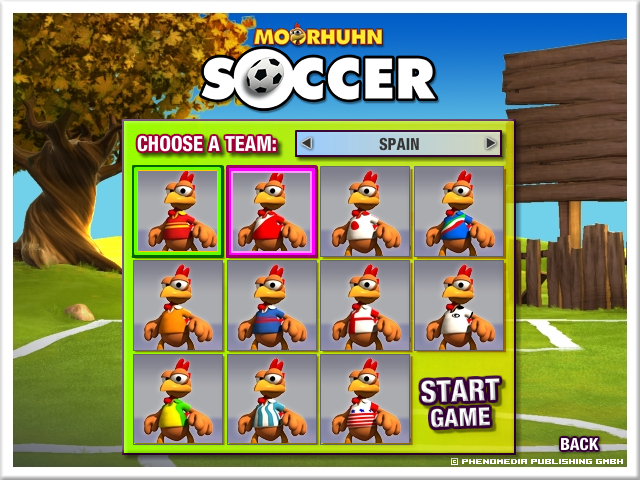 MOORHUHN
SOCCER
CHOOSE A TEAM:
SPAIN
START
GAME
BACK
© PHENOMEDIA PUBLISHING GMBH